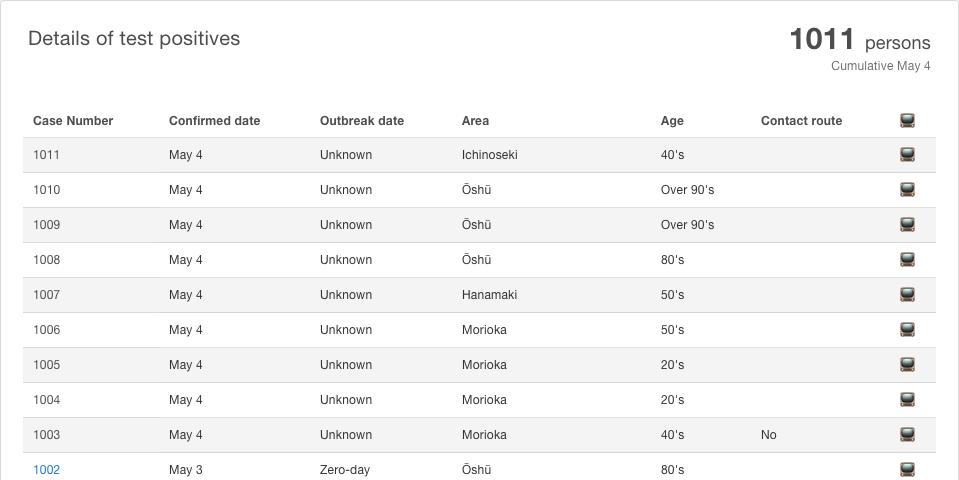 Details of test positives
1011 persons
Cumulative May 4
Case Number Confirmed date Outbreak date Area Age Contact route
1011 May 4 Unknown Ichinoseki 40's
1010 May 4 Unknown Ōshū Over 90's
1009 May 4 Unknown Ōshū Over 90's
1008 May 4 Unknown Ōshū 80's
1007 May 4 Unknown Hanamaki 50's
1006 May 4 Unknown Morioka 50's
1005 May 4 Unknown Morioka 20's
1004 May 4 Unknown Morioka 20's
1003 May 4 Unknown Morioka 40's No
1002 May 3 Zero-day Ōshū 80's